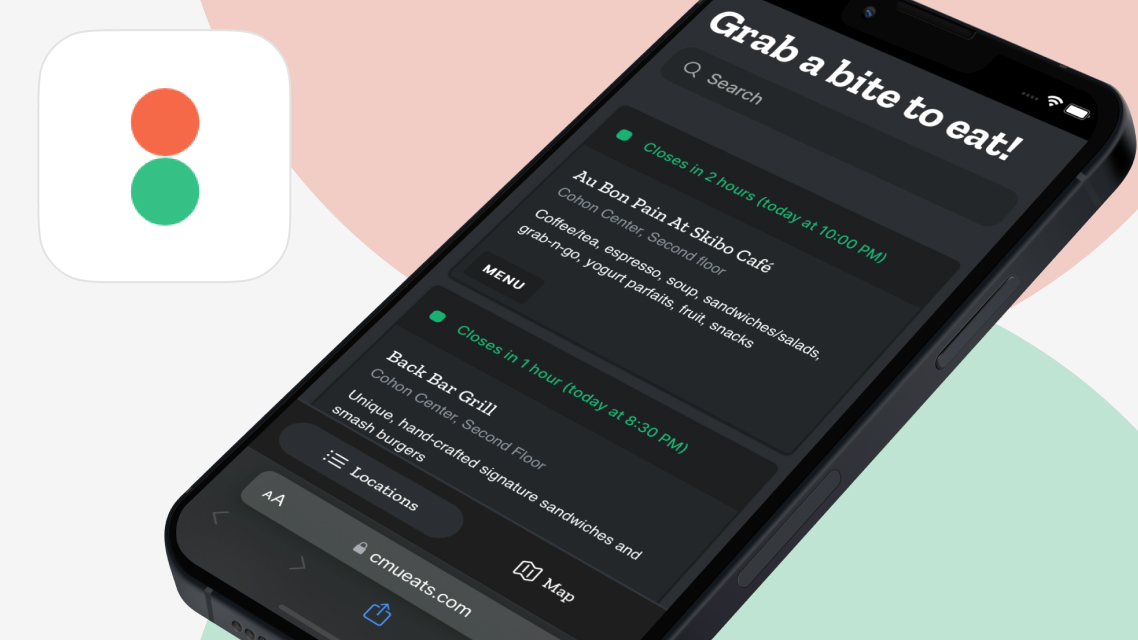 Grab a bite to eat!
Search
Closes in 2 hours (today at 10:00 PM)
Au Bon Pain At Skibo Café
Cohon Center, Second floor
Coffee/tea, espresso, soup, sandwiches/salads,
grab-n-go, yogurt parfaits, fruit, snacks
MENU
Closes in 1 hour (today at 8:30 PM)
Back Bar Grill
Cohon Center, Second Floor
Unique, hand-crafted signature sandwiches and
smash burgers
Locations
Map
AA
cmueats.com